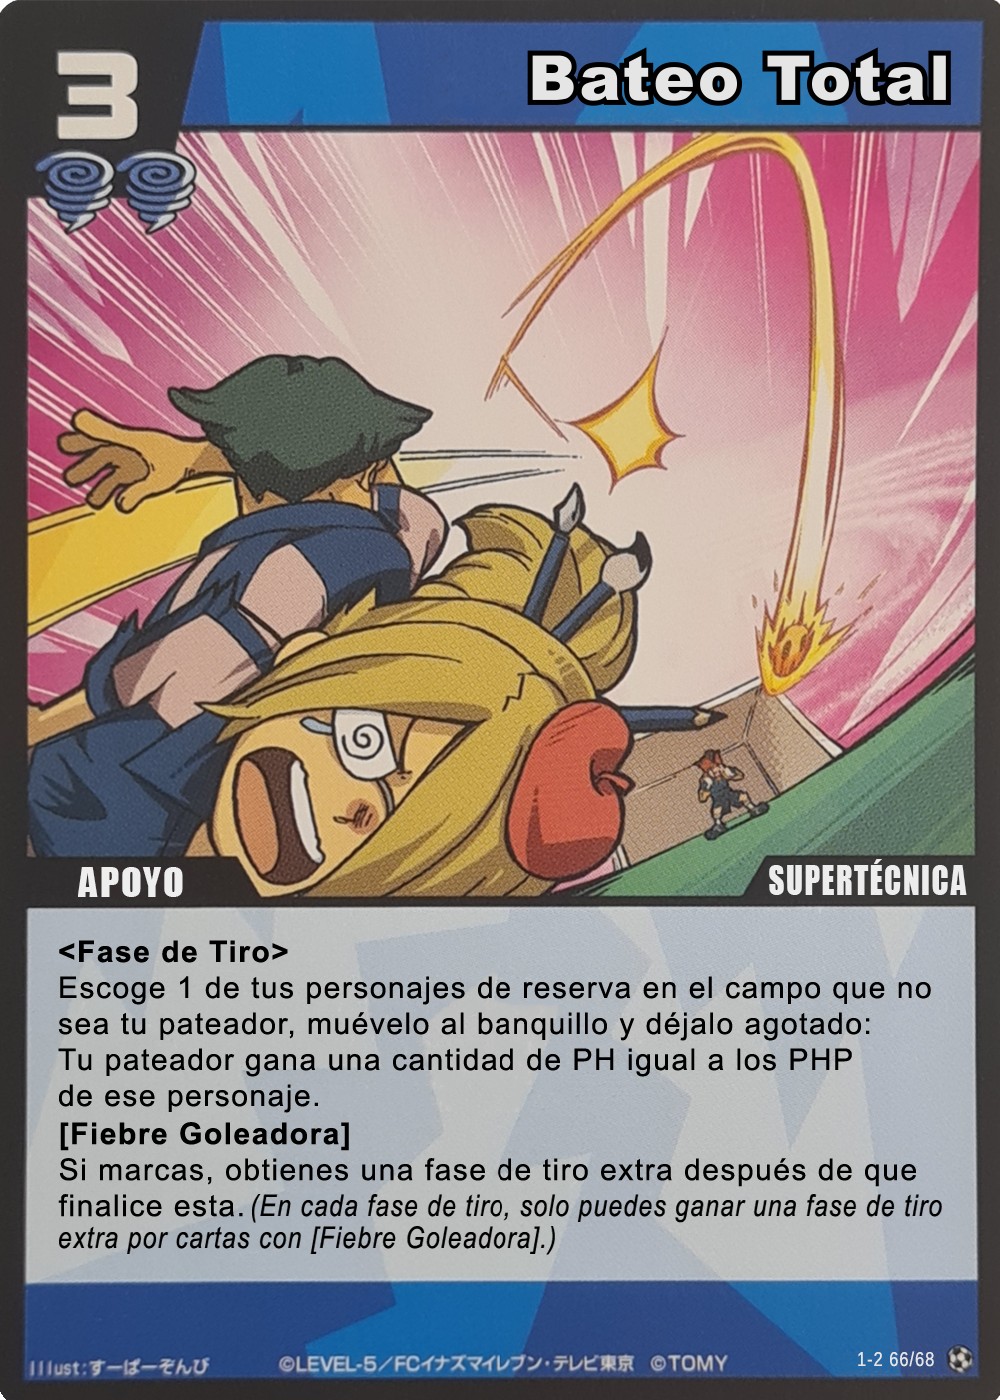 3
Bateo Total
APOYO
SUPERTÉCNICA
<Fase de Tiro>
Escoge 1 de tus personajes de reserva en el campo que no
sea tu pateador, muévelo al banquillo y déjalo agotado:
Tu pateador gana una cantidad de PH igual a los PHP
de ese personaje.
[Fiebre Goleadora]
Si marcas, obtienes una fase de tiro extra después de que
finalice esta. (En cada fase de tiro, solo puedes ganar una fase de tiro
extra por cartas con [Fiebre Goleadora].)
Illust:すーぱーぞんび
©LEVEL-5/FCイナズマイレブン・テレビ東京 ©TOMY
1-2 66/68